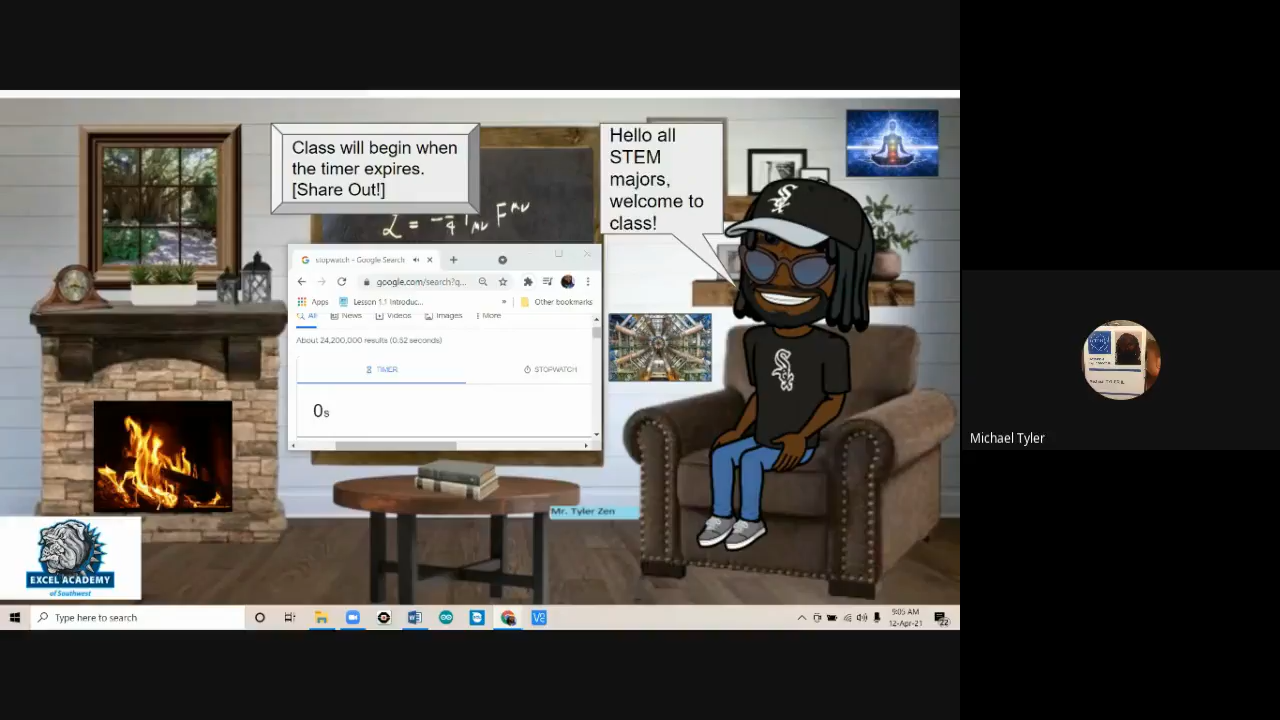 Class will begin when
the timer expires.
[Share Out!]
Hello all
STEM
majors,
welcome to
class!
stopwatch - Google Search
google.com/search?q...
Apps
Lesson 1.1 Introduc...
»
Other bookmarks
All
News
Videos
Images
More
About 24,200,000 results (0.52 seconds)
TIMER
STOPWATCH
0s
Mr. Tyler Zen
EXCEL ACADEMY
of Southwest
Type here to search
9:05 AM
12-Apr-21
22
Michael Tyler